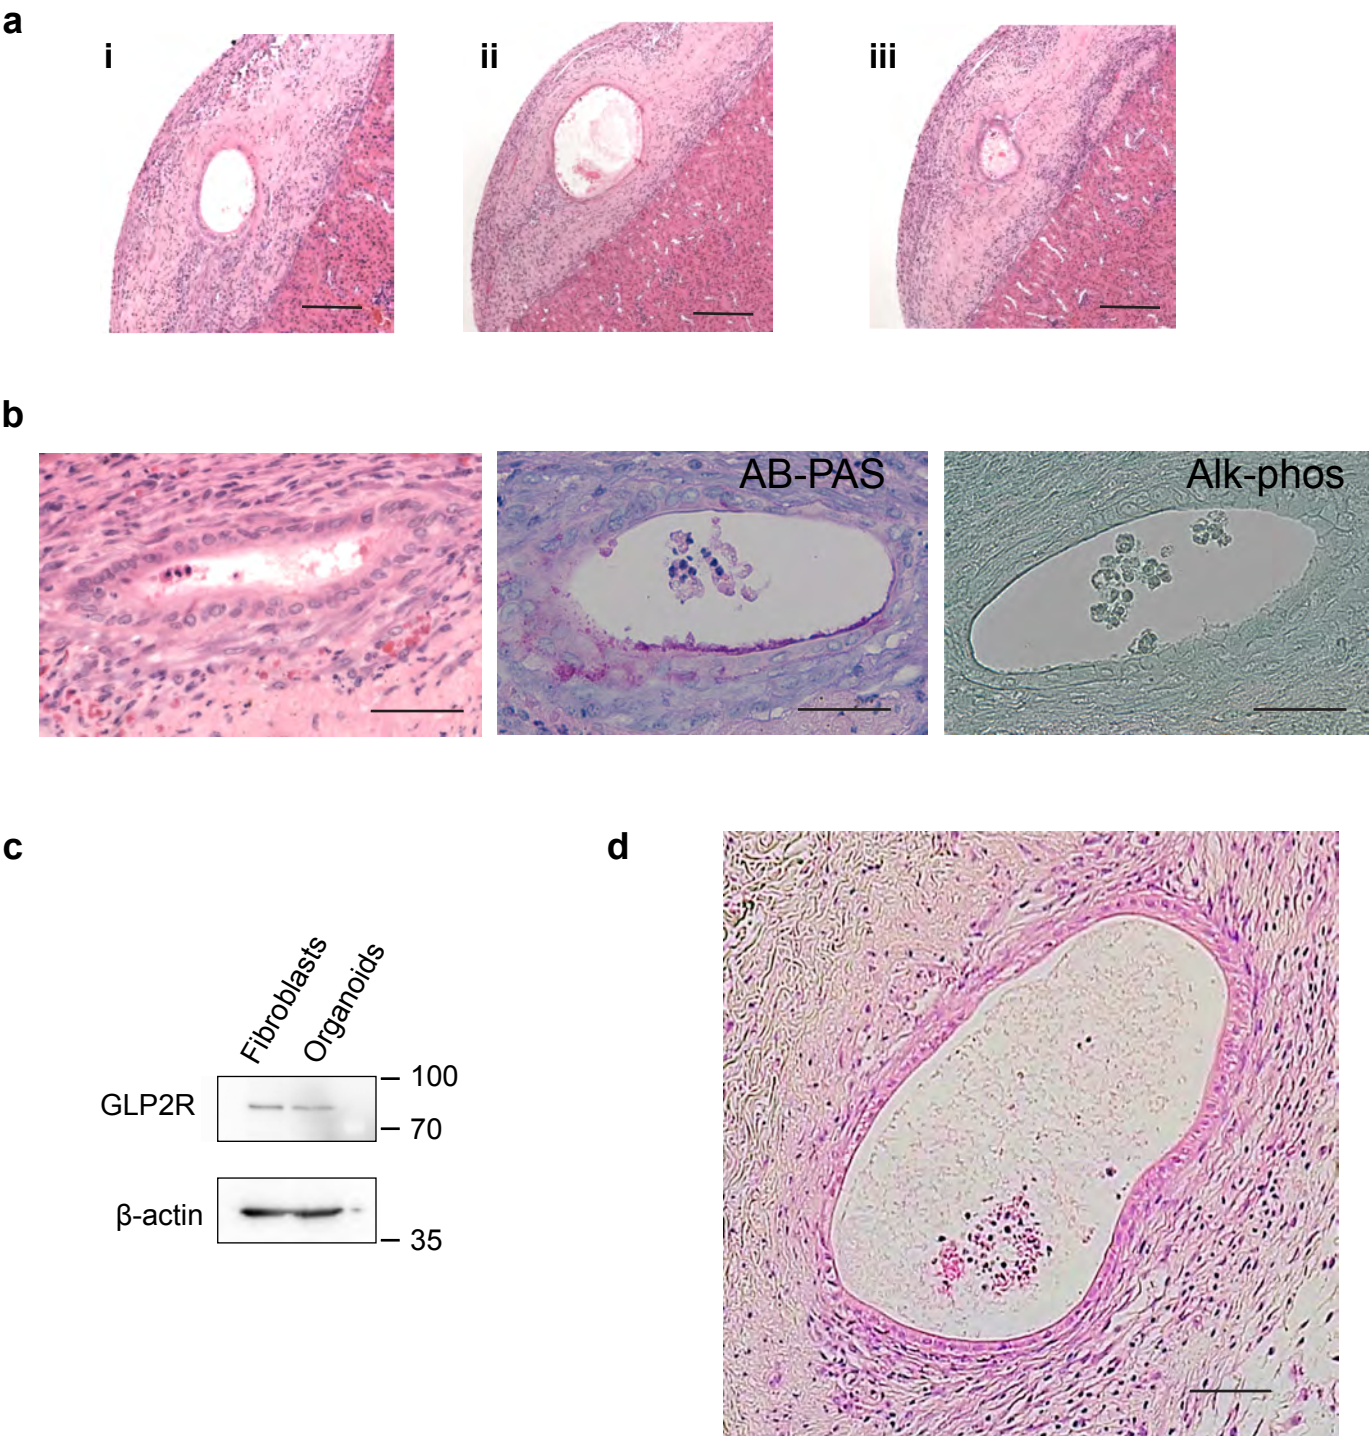 a
i
ii
iii
b
AB-PAS
Alk-phos
c
d
Fibroblasts
Organoids
GLP2R
– 100
– 70
β-actin
– 35